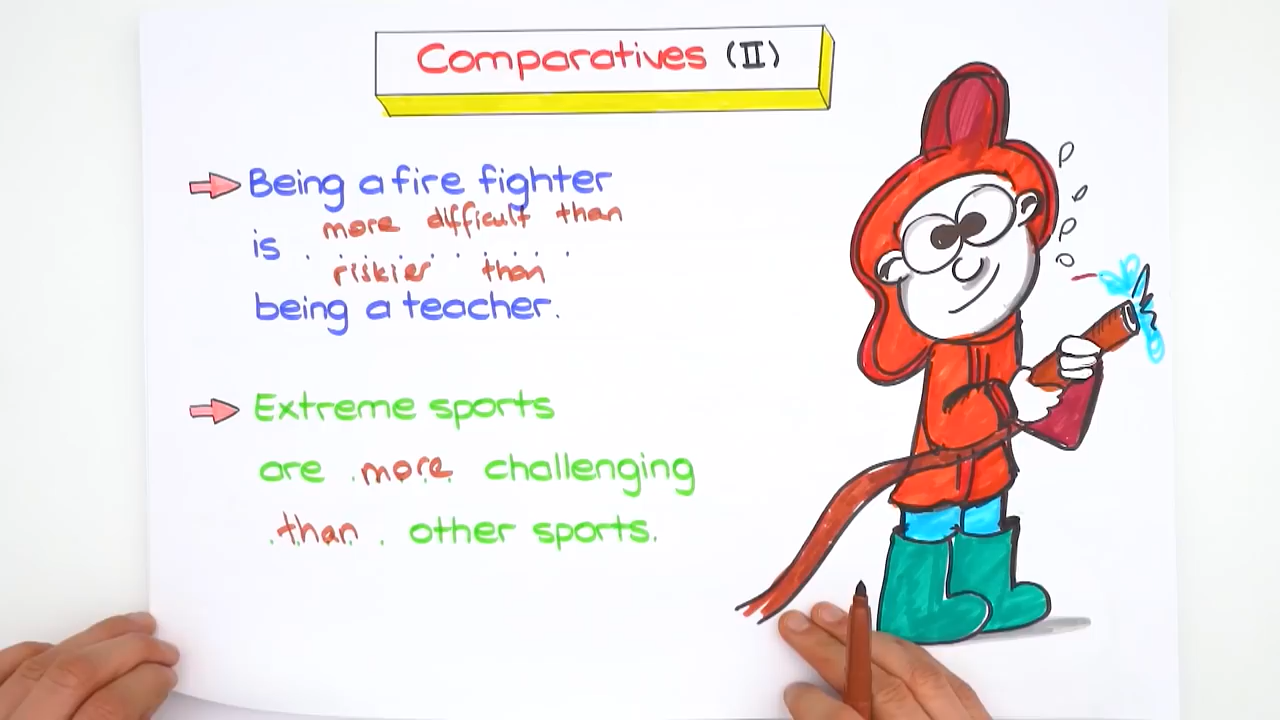 Comparatives (II)
Being a fire fighter
more difficult than
is . . . . . . . . .
riskier than
being a teacher.
Extreme sports
are more challenging
than . other sports.